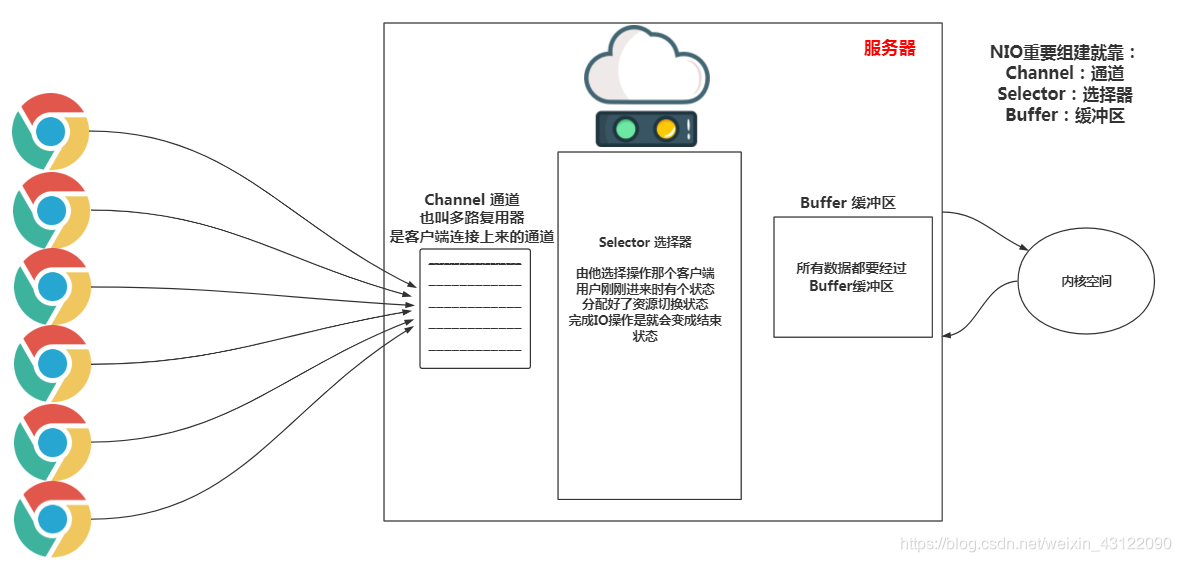 服务器
NIO重要组建就靠：
Channel：通道
Selector：选择器
Buffer：缓冲区
Channel 通道
也叫多路复用器
是客户端连接上来的通道
Selector 选择器
由他选择操作那个客户端
用户刚刚进来时有个状态
分配好了资源切换状态
完成IO操作是就会变成结束
状态
Buffer 缓冲区
所有数据都要经过
Buffer缓冲区
内核空间
https://blog.csdn.net/weixin_43122090